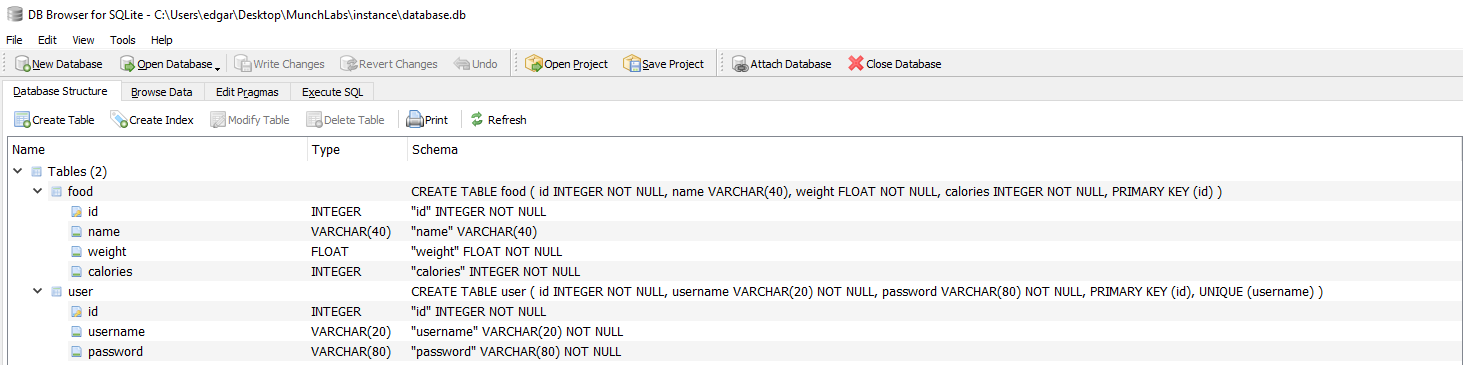 DB Browser for SQLite - C:\Users\edgar\Desktop\MunchLabs\instance\database.db
File Edit View Tools Help
New Database Open Database Write Changes Revert Changes Undo Open Project Save Project Attach Database Close Database
Database Structure Browse Data Edit Pragmas Execute SQL
Create Table Create Index Modify Table Delete Table Print Refresh
Name Type Schema
Tables (2)
food CREATE TABLE food ( id INTEGER NOT NULL, name VARCHAR(40), weight FLOAT NOT NULL, calories INTEGER NOT NULL, PRIMARY KEY (id) )
id INTEGER "id" INTEGER NOT NULL
name VARCHAR(40) "name" VARCHAR(40)
weight FLOAT "weight" FLOAT NOT NULL
calories INTEGER "calories" INTEGER NOT NULL
user CREATE TABLE user ( id INTEGER NOT NULL, username VARCHAR(20) NOT NULL, password VARCHAR(80) NOT NULL, PRIMARY KEY (id), UNIQUE (username) )
id INTEGER "id" INTEGER NOT NULL
username VARCHAR(20) "username" VARCHAR(20) NOT NULL
password VARCHAR(80) "password" VARCHAR(80) NOT NULL